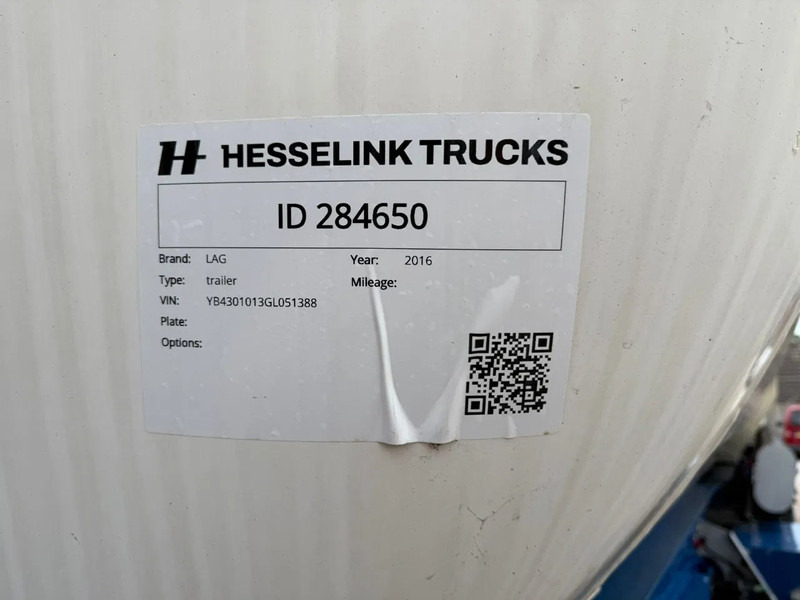 H HESSELINK TRUCKS
ID 284650
Brand: LAG Year: 2016
Type: trailer Mileage:
VIN: YB4301013GL051388
Plate:
Options: